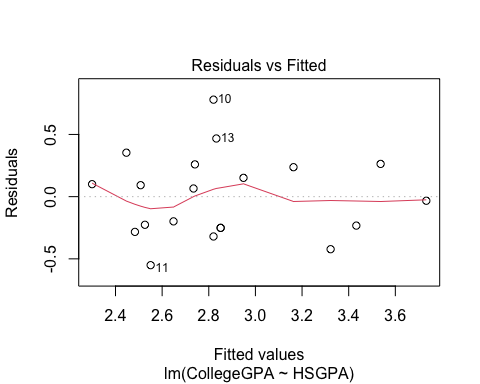 Residuals vs Fitted
10
13
11
Residuals
0.5
0.0
-0.5
2.4 2.6 2.8 3.0 3.2 3.4 3.6
Fitted values
lm(CollegeGPA ~ HSGPA)